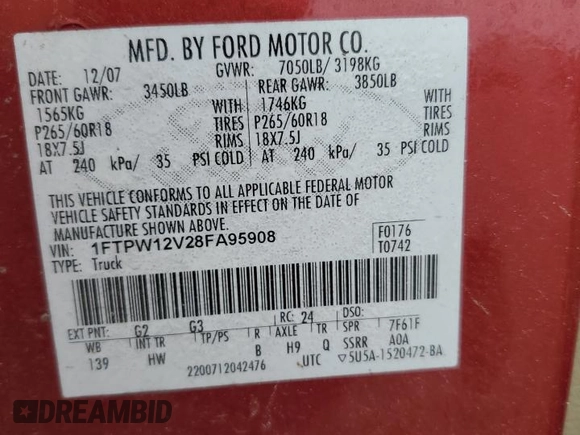 MFD. BY FORD MOTOR CO.
DATE: 12/07 GVWR: 7050LB/ 3198KG
FRONT GAWR: 3450LB REAR GAWR: 3850LB
1565KG WITH 1746KG WITH
P265/60R18 TIRES P265/60R18 TIRES
18X7.5J RIMS 18X7.5J RIMS
AT 240 kPa/ 35 PSI COLD AT 240 kPa/ 35 PSI COLD
THIS VEHICLE CONFORMS TO ALL APPLICABLE FEDERAL MOTOR
VEHICLE SAFETY STANDARDS IN EFFECT ON THE DATE OF
MANUFACTURE SHOWN ABOVE.
VIN: 1FTPW12V28FA95908 F0176
TYPE: Truck T0742
EXT PNT: G2 G3 RC: 24 DSO:
WB INT TR TP/PS R AXLE TR SPR 7F61F
139 HW B H9 Q SSRR A0A
2200712042476 UTC ▽5U5A-1520472-BA
DREAMBID